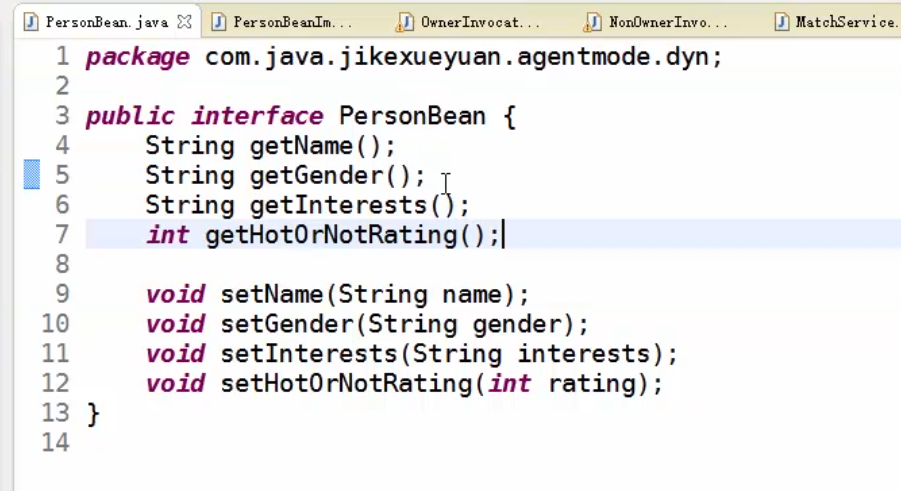 PersonBean.java PersonBeanIm... OwnerInvocat... NonOwnerInvo... MatchService.
1 package com.java.jikexueyuan.agentmode.dyn;
2
3 public interface PersonBean {
4 String getName();
5 String getGender();
6 String getInterests();
7 int getHotOrNotRating();
8
9 void setName(String name);
10 void setGender(String gender);
11 void setInterests(String interests);
12 void setHotOrNotRating(int rating);
13 }
14